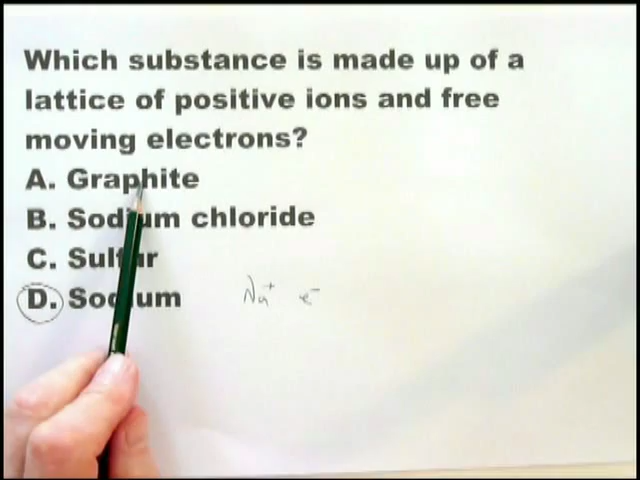 Which substance is made up of a
lattice of positive ions and free
moving electrons?
A. Graphite
B. Sodium chloride
C. Sulfur
D. Sodium Na⁺ e⁻